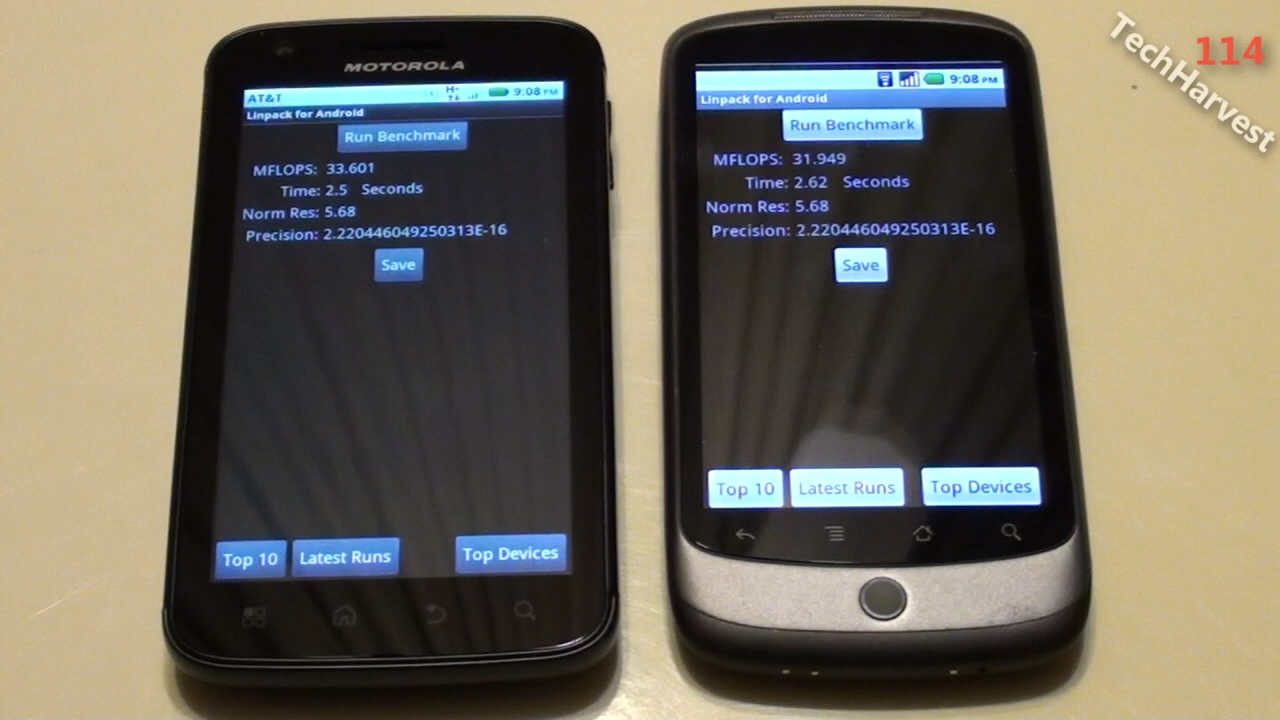 MOTOROLA
AT&T 9:08 PM
Linpack for Android
Run Benchmark
MFLOPS: 33.601
Time: 2.5 Seconds
Norm Res: 5.68
Precision: 2.220446049250313E-16
Save
Top 10 Latest Runs Top Devices
9:08 PM
Linpack for Android
Run Benchmark
MFLOPS: 31.949
Time: 2.62 Seconds
Norm Res: 5.68
Precision: 2.220446049250313E-16
Save
Top 10 Latest Runs Top Devices
TechHarvest
114